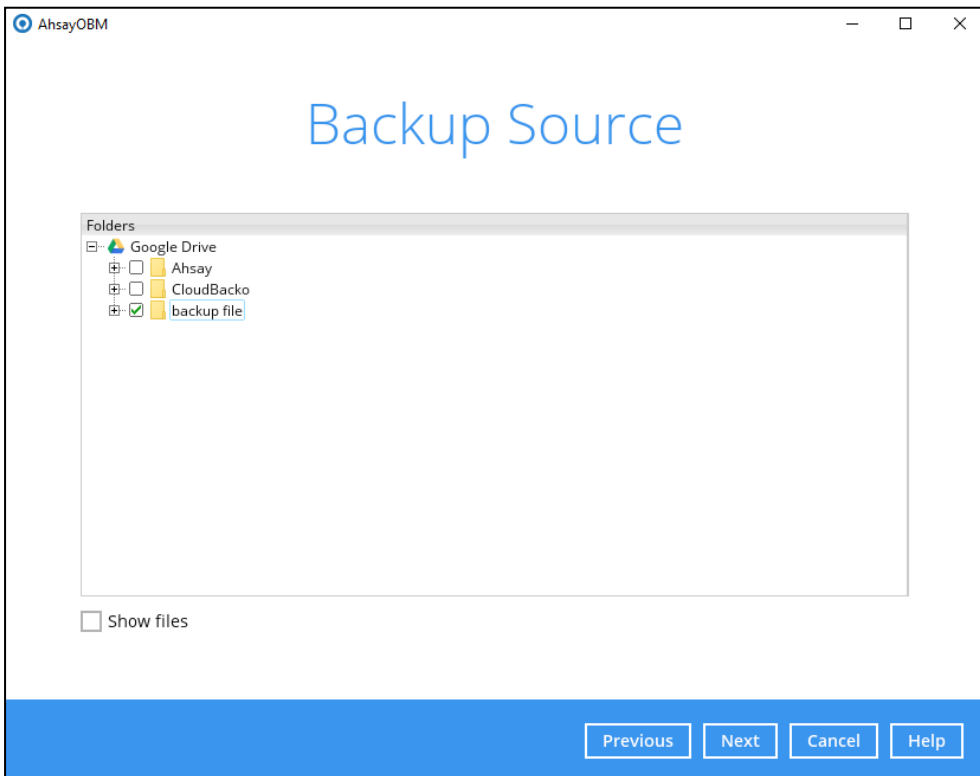 AhsayOBM
Backup Source
Folders
Google Drive
Ahsay
CloudBacko
backup file
Show files
Previous Next Cancel Help